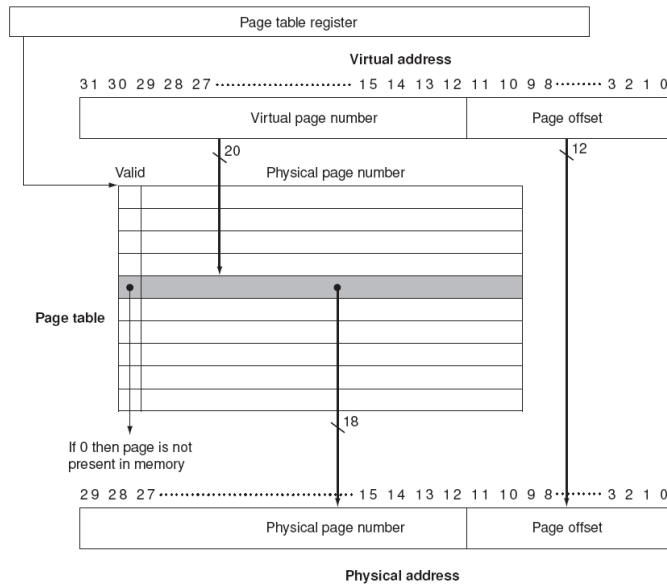 Page table register
Virtual address
31 30 29 28 27 ..................... 15 14 13 12 11 10 9 8 ........ 3 2 1 0
Virtual page number Page offset
20 12
Valid Physical page number
Page table
18
If 0 then page is not
present in memory
29 28 27 ............................ 15 14 13 12 11 10 9 8 ........ 3 2 1 0
Physical page number Page offset
Physical address